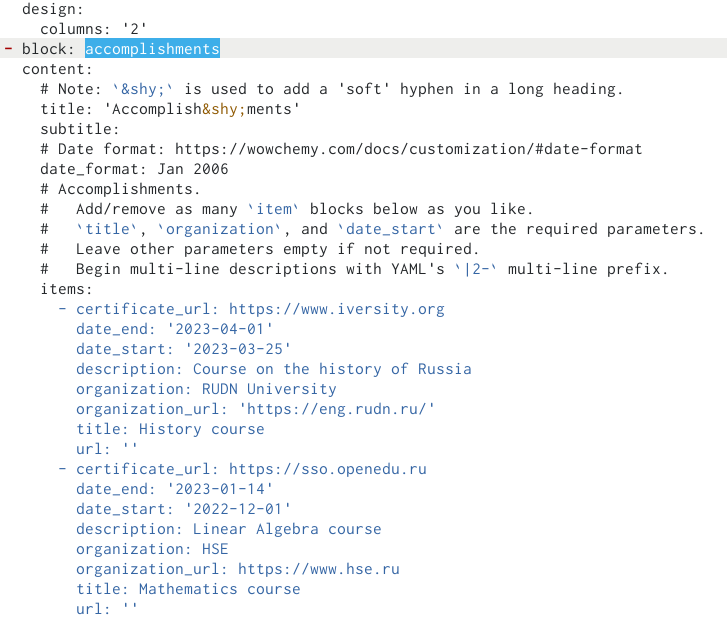 design:
columns: '2'
- block: accomplishments
content:
# Note: `&shy;` is used to add a 'soft' hyphen in a long heading.
title: 'Accomplish&shy;ments'
subtitle:
# Date format: https://wowchemy.com/docs/customization/#date-format
date_format: Jan 2006
# Accomplishments.
#   Add/remove as many `item` blocks below as you like.
#   `title`, `organization`, and `date_start` are the required parameters.
#   Leave other parameters empty if not required.
#   Begin multi-line descriptions with YAML's `|2-` multi-line prefix.
items:
- certificate_url: https://www.iversity.org
date_end: '2023-04-01'
date_start: '2023-03-25'
description: Course on the history of Russia
organization: RUDN University
organization_url: 'https://eng.rudn.ru/'
title: History course
url: ''
- certificate_url: https://sso.openedu.ru
date_end: '2023-01-14'
date_start: '2022-12-01'
description: Linear Algebra course
organization: HSE
organization_url: https://www.hse.ru
title: Mathematics course
url: ''